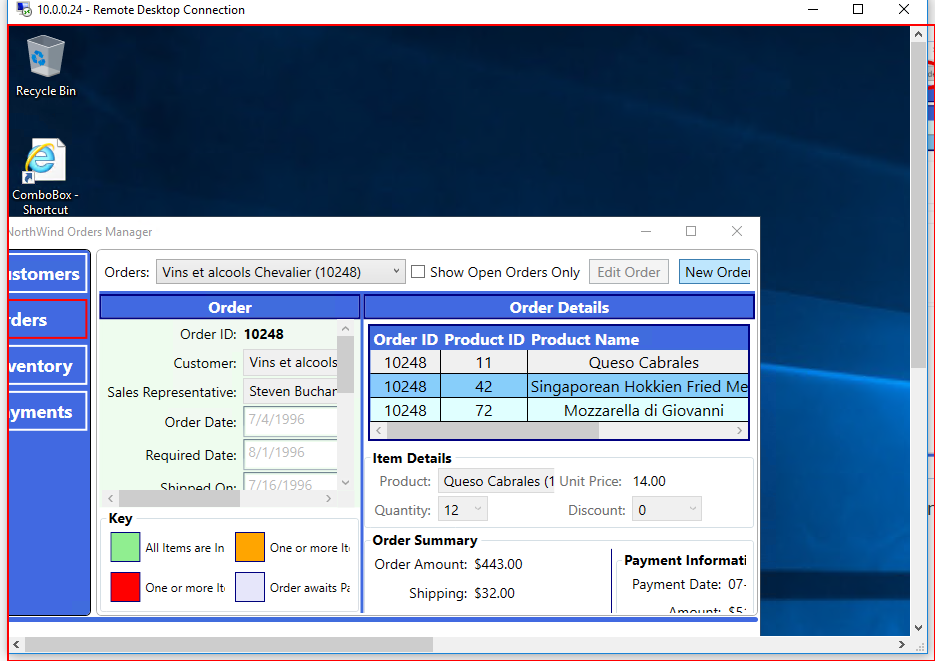 10.0.0.24 - Remote Desktop Connection
Recycle Bin
ComboBox -
Shortcut
NorthWind Orders Manager
ustomers
rders
ventory
ayments
Orders: Vins et alcools Chevalier (10248) Show Open Orders Only Edit Order New Order
Order
Order ID: 10248
Customer: Vins et alcools
Sales Representative: Steven Buchar
Order Date: 7/4/1996
Required Date: 8/1/1996
Shipped On: 7/16/1996
Key
All Items are In One or more It
One or more It Order awaits Pa
Order Details
Order ID Product ID Product Name
10248 11 Queso Cabrales
10248 42 Singaporean Hokkien Fried Me
10248 72 Mozzarella di Giovanni
Item Details
Product: Queso Cabrales (1 Unit Price: 14.00
Quantity: 12 Discount: 0
Order Summary
Order Amount: $443.00
Shipping: $32.00
Payment Informati
Payment Date: 07-
Amount: $5